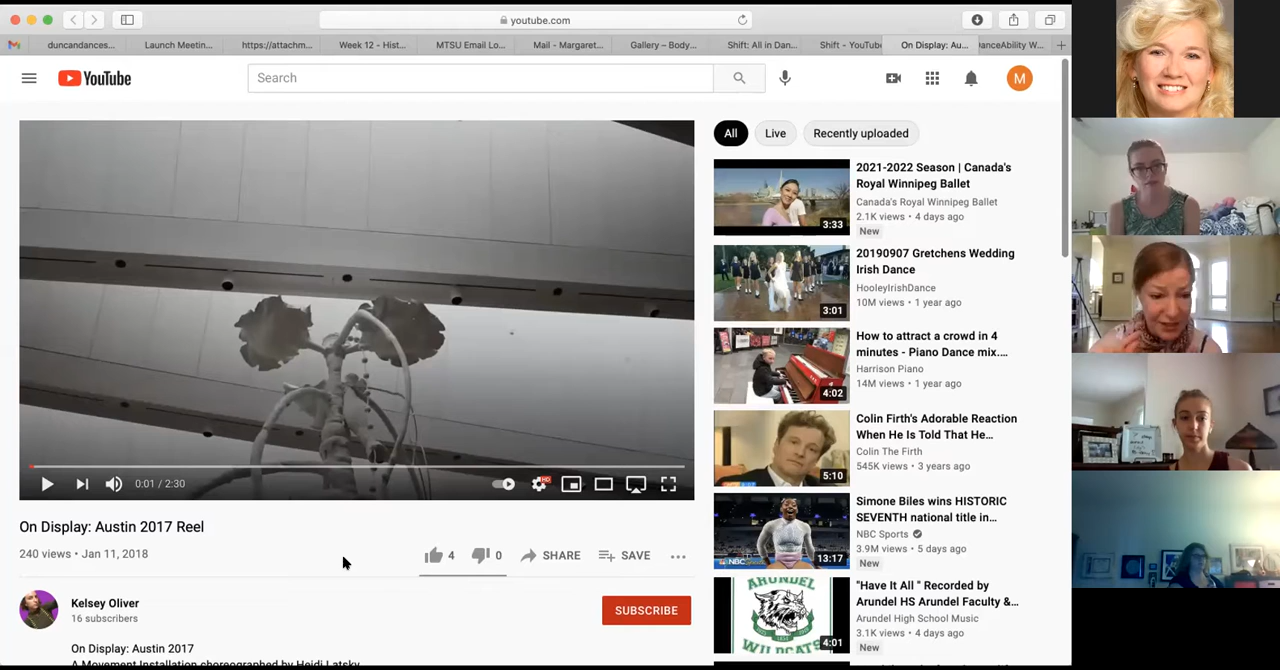 youtube.com
duncandances...
Launch Meetin...
https://attachm...
Week 12 - Hist...
MTSU Email Lo...
Mail - Margaret...
Gallery – Body...
Shift: All in Dan...
Shift - YouTube
On Display: Au...
DanceAbility W...
YouTube
Search
M
All
Live
Recently uploaded
2021-2022 Season | Canada's
Royal Winnipeg Ballet
Canada's Royal Winnipeg Ballet
2.1K views • 4 days ago
New
3:33
20190907 Gretchens Wedding
Irish Dance
HooleyIrishDance
10M views • 1 year ago
3:01
How to attract a crowd in 4
minutes - Piano Dance mix....
Harrison Piano
14M views • 1 year ago
4:02
Colin Firth's Adorable Reaction
When He Is Told That He...
Colin The Firth
545K views • 3 years ago
5:10
Simone Biles wins HISTORIC
SEVENTH national title in...
NBC Sports
3.9M views • 5 days ago
New
NBC
13:17
"Have It All " Recorded by
Arundel HS Arundel Faculty &...
Arundel High School Music
3.1K views • 4 days ago
New
ARUNDEL
WILDCATS
4:01
0:01 / 2:30
HD
On Display: Austin 2017 Reel
240 views • Jan 11, 2018
4
0
SHARE
SAVE
Kelsey Oliver
16 subscribers
SUBSCRIBE
On Display: Austin 2017
A Movement Installation choreographed by Heidi Latsky